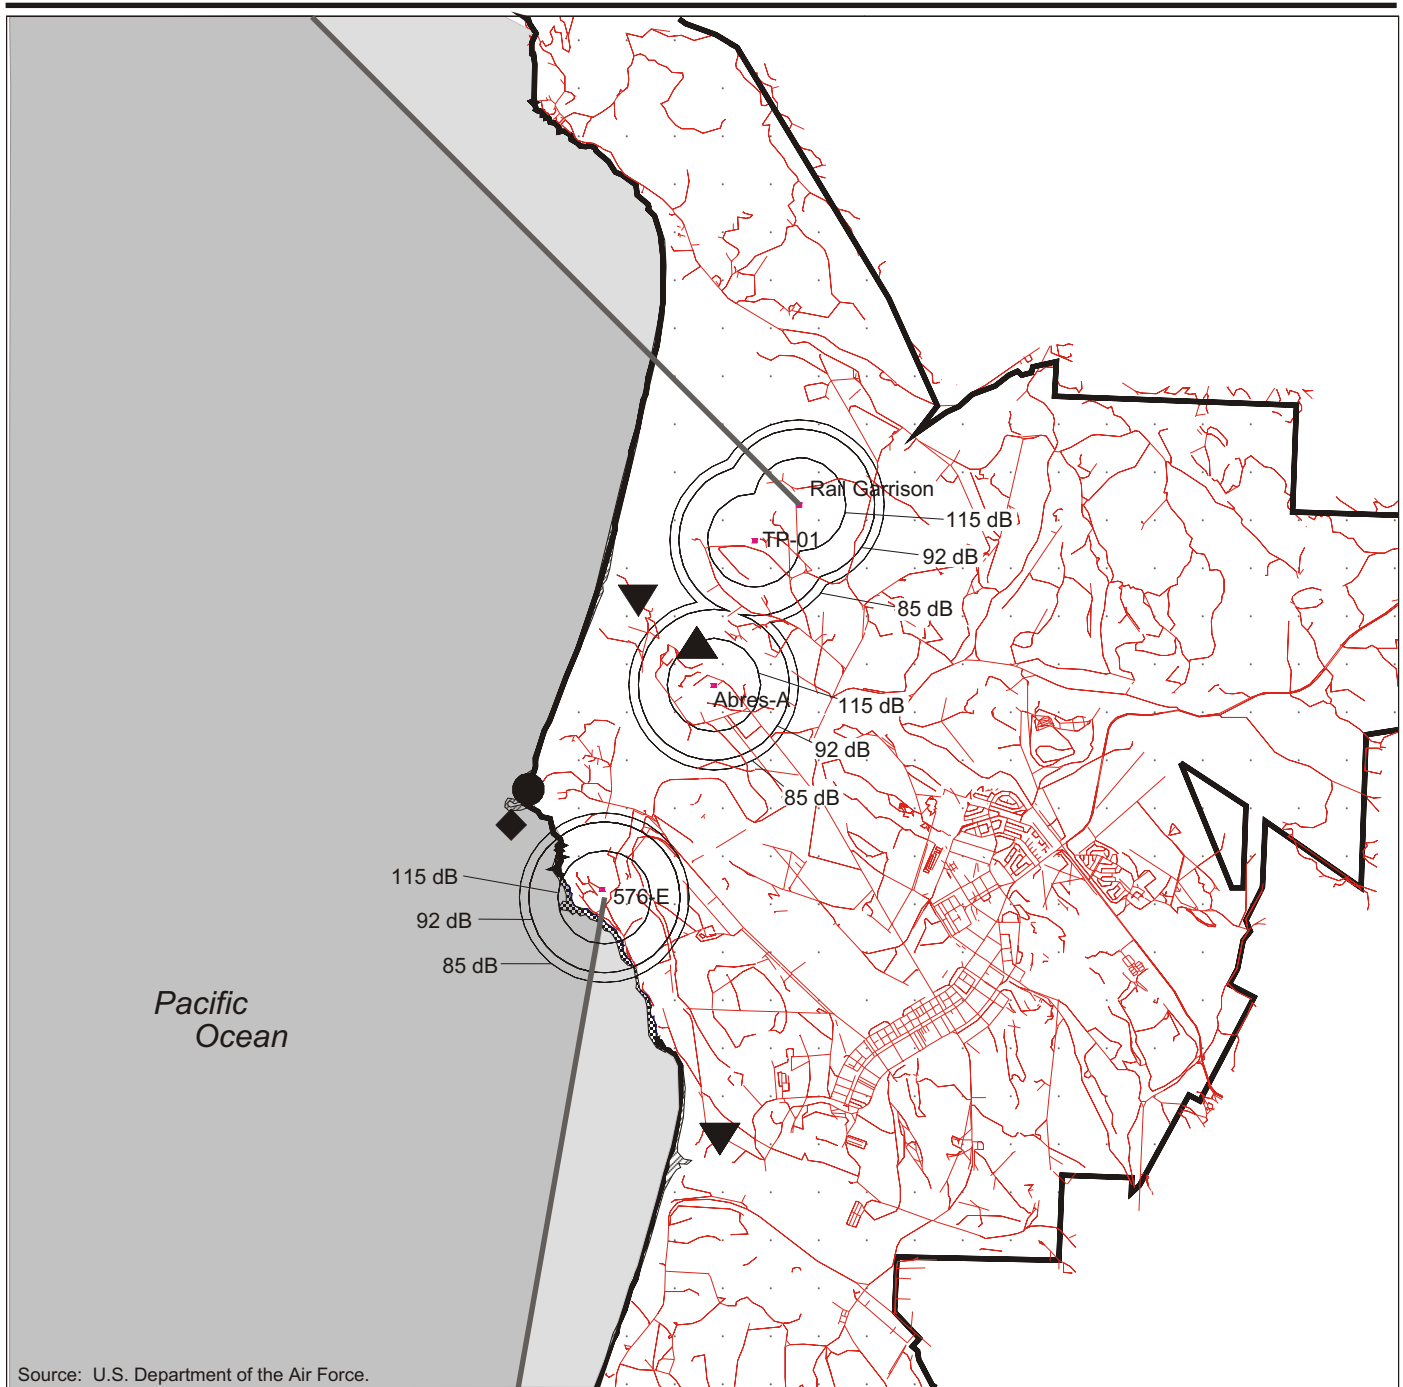 Rail Garrison
115 dB
TP-01
92 dB
85 dB
Abres-A
115 dB
92 dB
85 dB
115 dB
576-E
92 dB
85 dB
Pacific
Ocean
Source: U.S. Department of the Air Force.